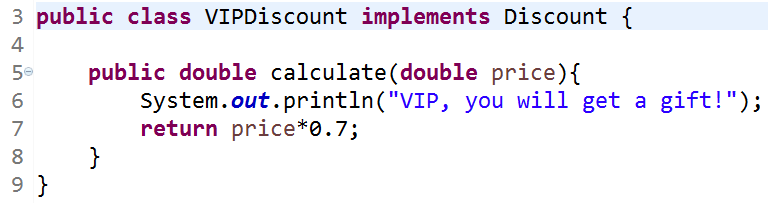 3 public class VIPDiscount implements Discount {
4
5 public double calculate(double price){
6 System.out.println("VIP, you will get a gift!");
7 return price*0.7;
8 }
9 }